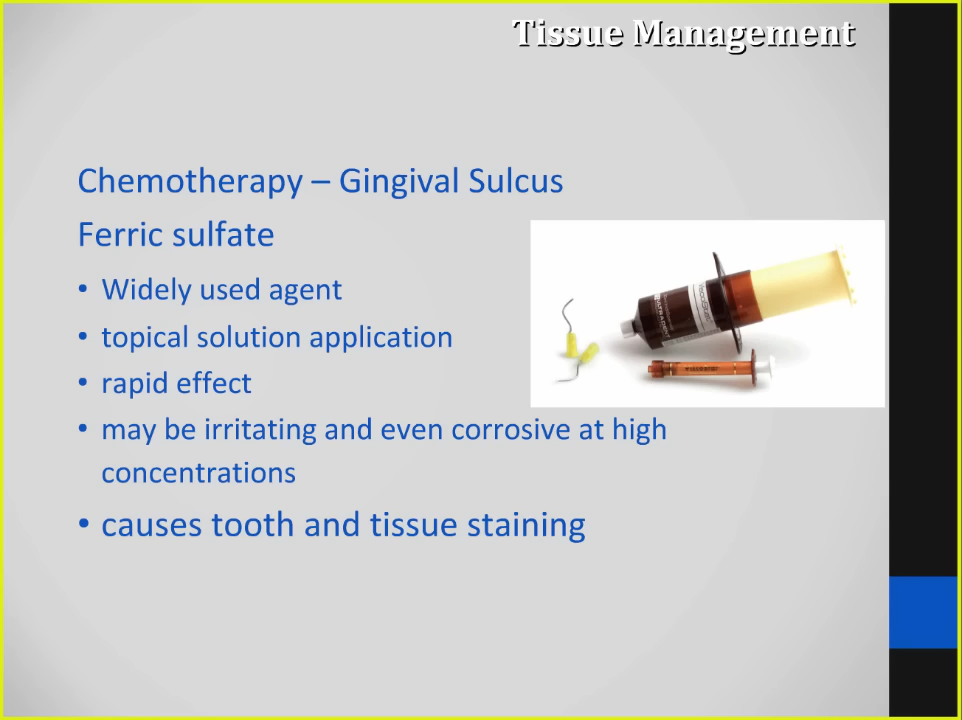 Tissue Management
Chemotherapy – Gingival Sulcus
Ferric sulfate
• Widely used agent
• topical solution application
• rapid effect
• may be irritating and even corrosive at high
concentrations
• causes tooth and tissue staining
ULTRADENT